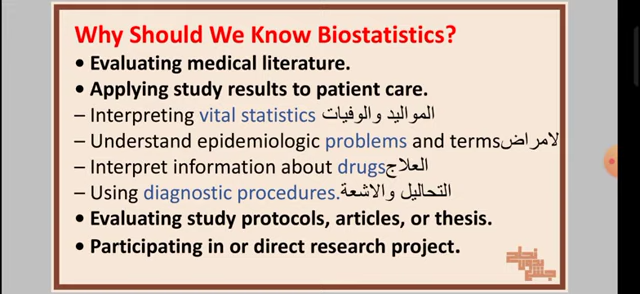 Why Should We Know Biostatistics?
• Evaluating medical literature.
• Applying study results to patient care.
– Interpreting vital statistics المواليد والوفيات
– Understand epidemiologic problems and terms الامراض
– Interpret information about drugs العلاج
– Using diagnostic procedures. التحاليل والاشعة
• Evaluating study protocols, articles, or thesis.
• Participating in or direct research project.